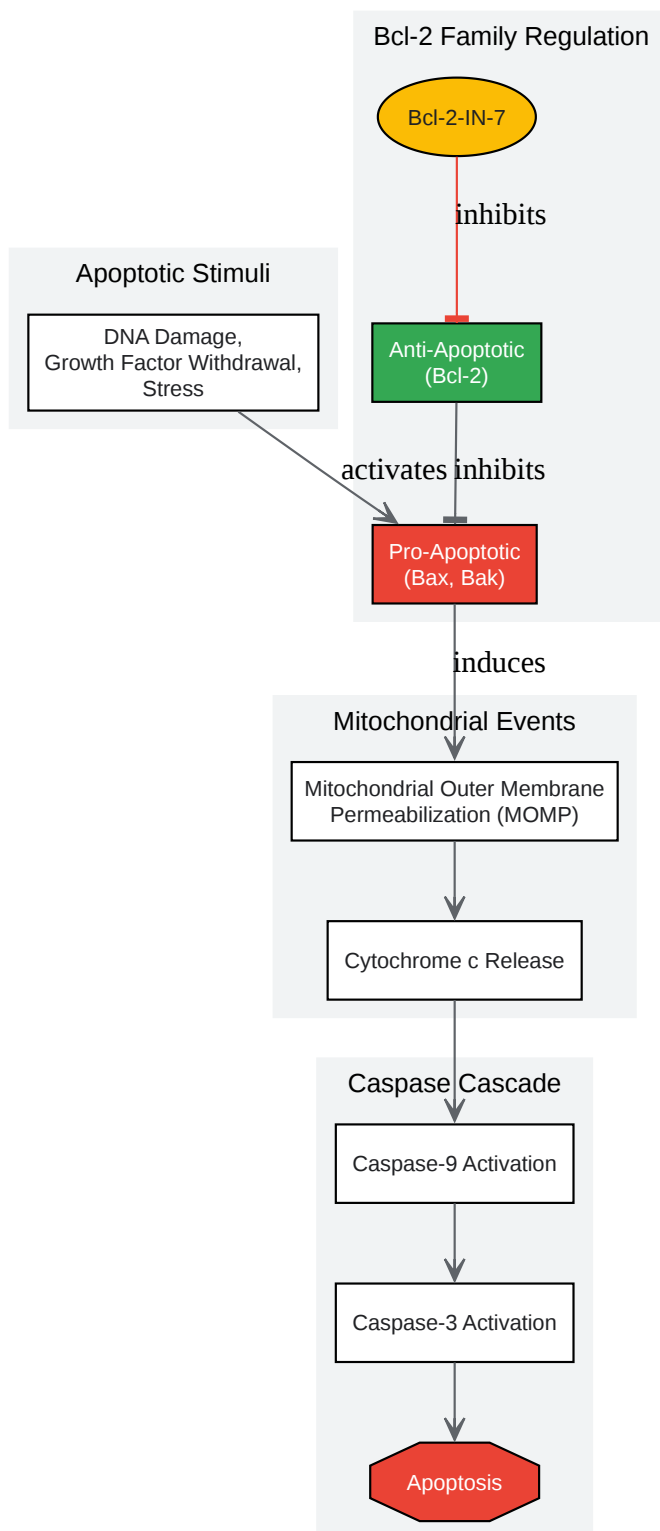 Bcl-2 Family Regulation
Bcl-2-IN-7
inhibits
Apoptotic Stimuli
DNA Damage,
Growth Factor Withdrawal,
Stress
Anti-Apoptotic
(Bcl-2)
activates
inhibits
Pro-Apoptotic
(Bax, Bak)
induces
Mitochondrial Events
Mitochondrial Outer Membrane
Permeabilization (MOMP)
Cytochrome c Release
Caspase Cascade
Caspase-9 Activation
Caspase-3 Activation
Apoptosis